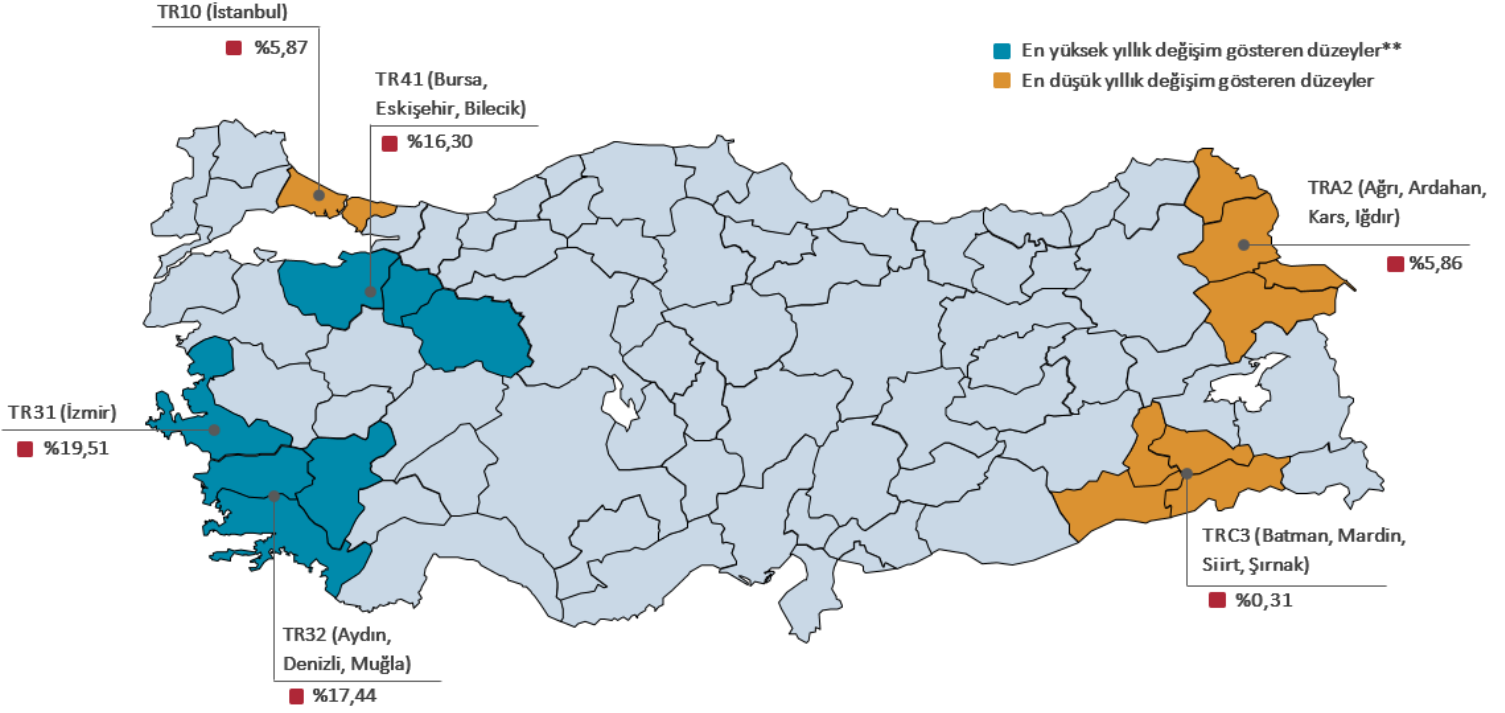 TR10 (İstanbul)
%5,87
TR41 (Bursa,
Eskişehir, Bilecik)
%16,30
En yüksek yıllık değişim gösteren düzeyler**
En düşük yıllık değişim gösteren düzeyler
TRA2 (Ağrı, Ardahan,
Kars, Iğdır)
%5,86
TR31 (İzmir)
%19,51
TRC3 (Batman, Mardin,
Siirt, Şırnak)
%0,31
TR32 (Aydın,
Denizli, Muğla)
%17,44